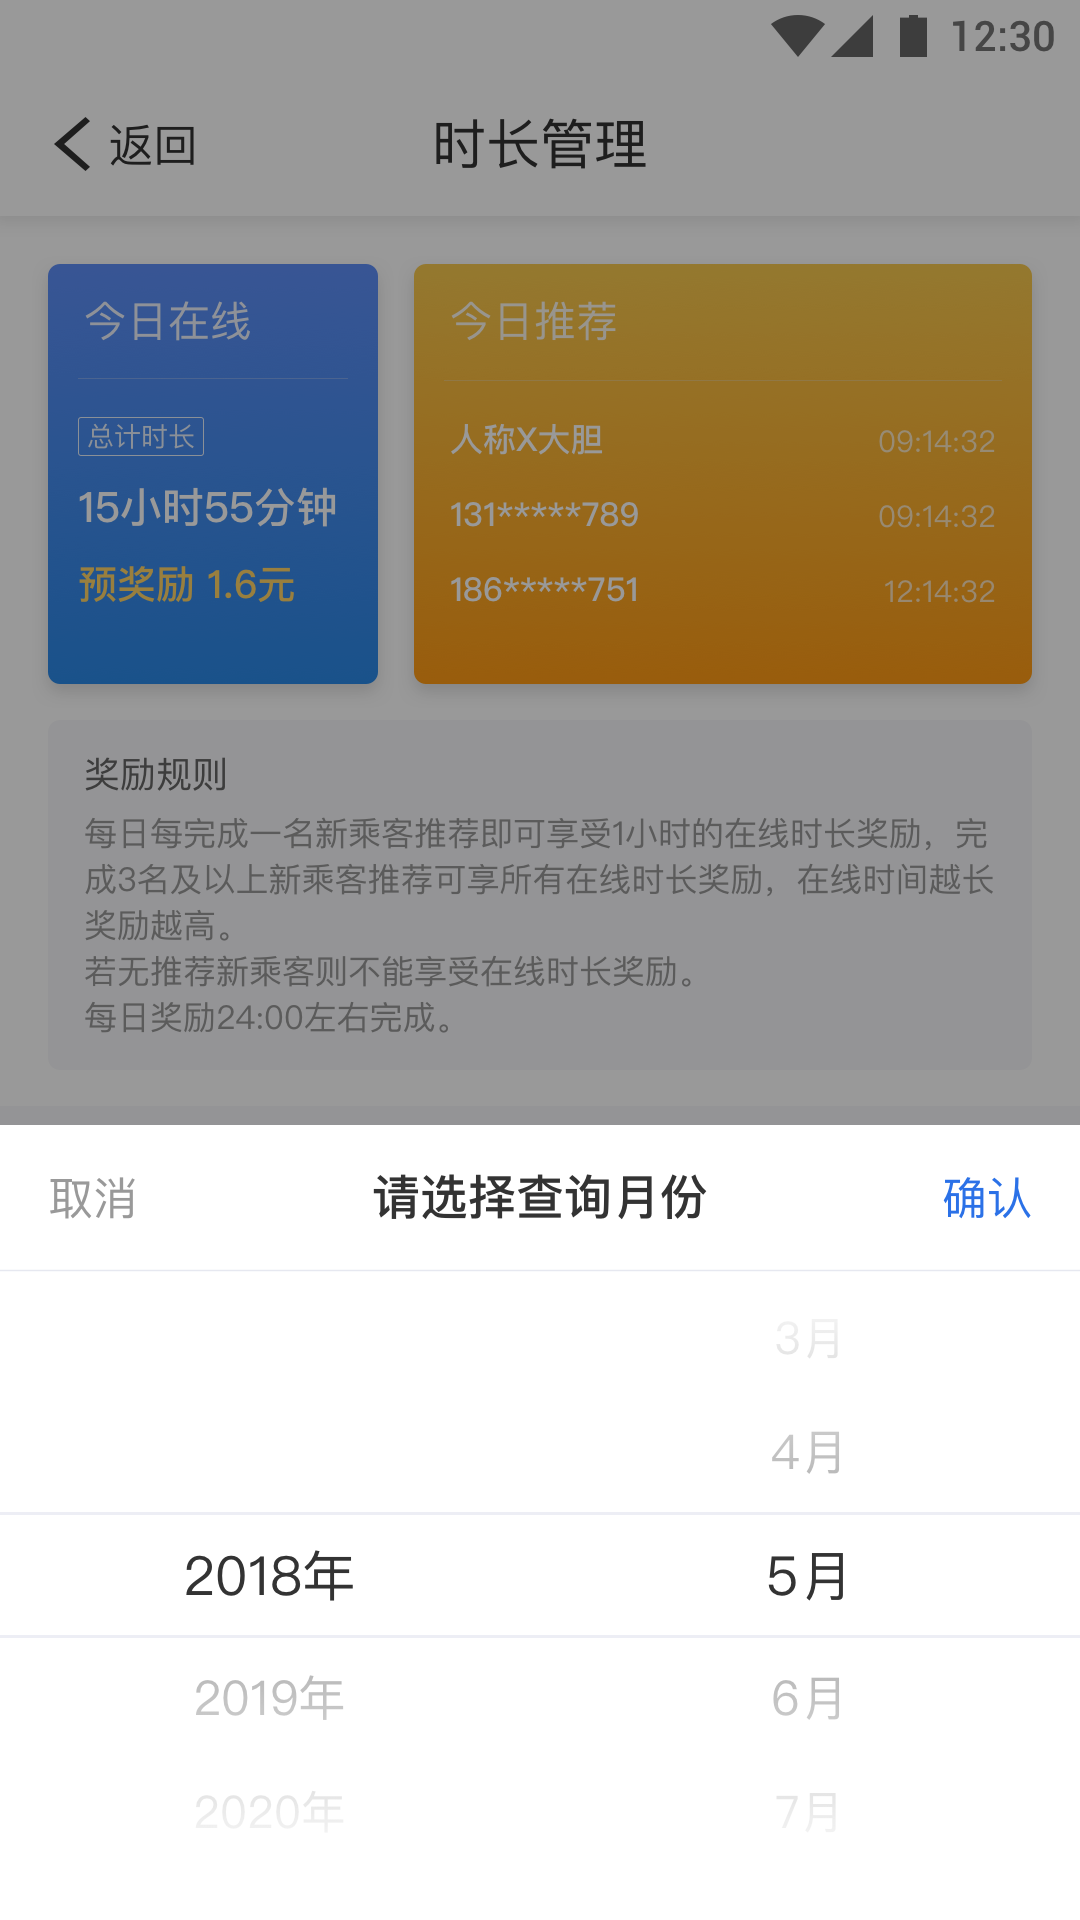 12:30
返回
时长管理
今日在线
总计时长
15小时55分钟
预奖励 1.6元
今日推荐
人称X大胆 09:14:32
131*****789 09:14:32
186*****751 12:14:32
奖励规则
每日每完成一名新乘客推荐即可享受1小时的在线时长奖励，完
成3名及以上新乘客推荐可享所有在线时长奖励，在线时间越长
奖励越高。
若无推荐新乘客则不能享受在线时长奖励。
每日奖励24:00左右完成。
取消 请选择查询月份 确认
3月
4月
2018年 5月
2019年 6月
2020年 7月